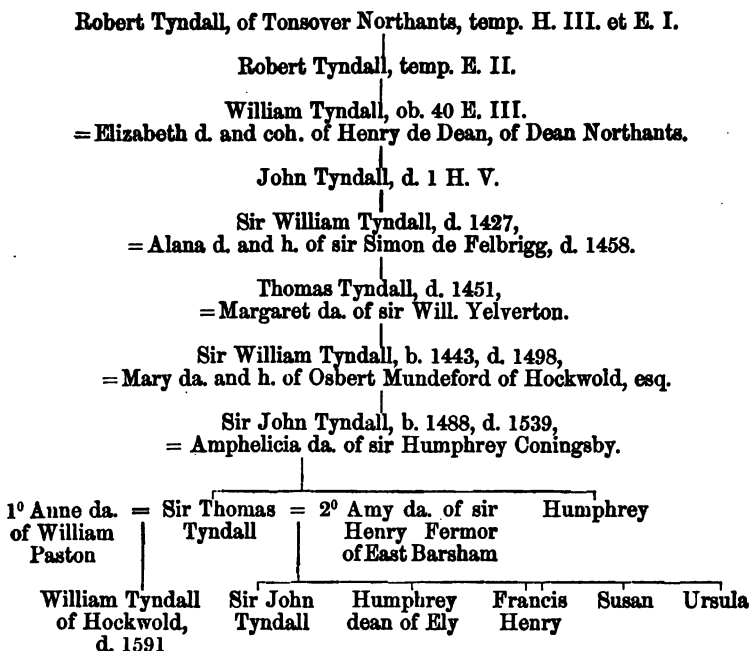 Robert Tyndall, of Tonsover Northants, temp. H. III. et E. I.
Robert Tyndall, temp. E. II.
William Tyndall, ob. 40 E. III.
= Elizabeth d. and coh. of Henry de Dean, of Dean Northants.
John Tyndall, d. 1 H. V.
Sir William Tyndall, d. 1427,
= Alana d. and h. of sir Simon de Felbrigg, d. 1458.
Thomas Tyndall, d. 1451,
= Margaret da. of sir Will. Yelverton.
Sir William Tyndall, b. 1443, d. 1498,
= Mary da. and h. of Osbert Mundeford of Hockwold, esq.
Sir John Tyndall, b. 1488, d. 1539,
= Amphelicia da. of sir Humphrey Coningsby.
1⁰ Anne da. = Sir Thomas = 2⁰ Amy da. of sir Humphrey
of William Tyndall Henry Fermor
Paston of East Barsham
William Tyndall Sir John Humphrey Francis Susan Ursula
of Hockwold, Tyndall dean of Ely Henry
d. 1591